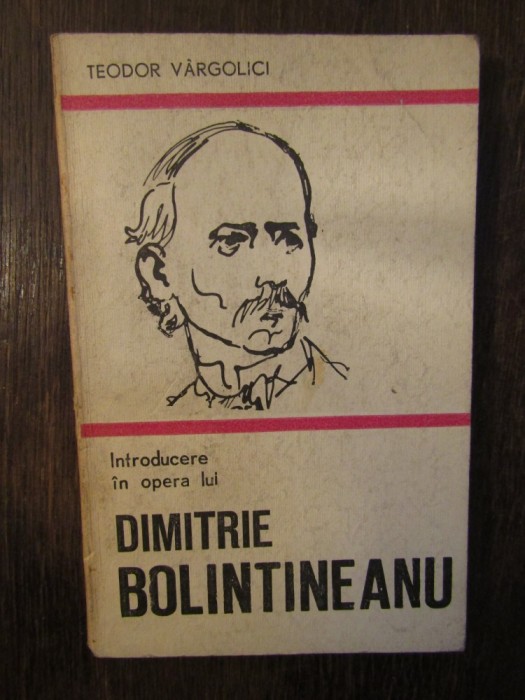 TEODOR VÂRGOLICI
Introducere
în opera lui
DIMITRIE
BOLINTINEANU